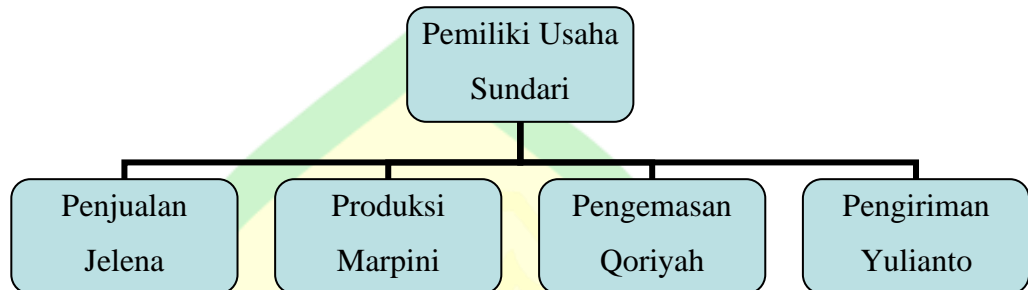 Pemiliki Usaha
Sundari
Penjualan
Jelena
Produksi
Marpini
Pengemasan
Qoriyah
Pengiriman
Yulianto